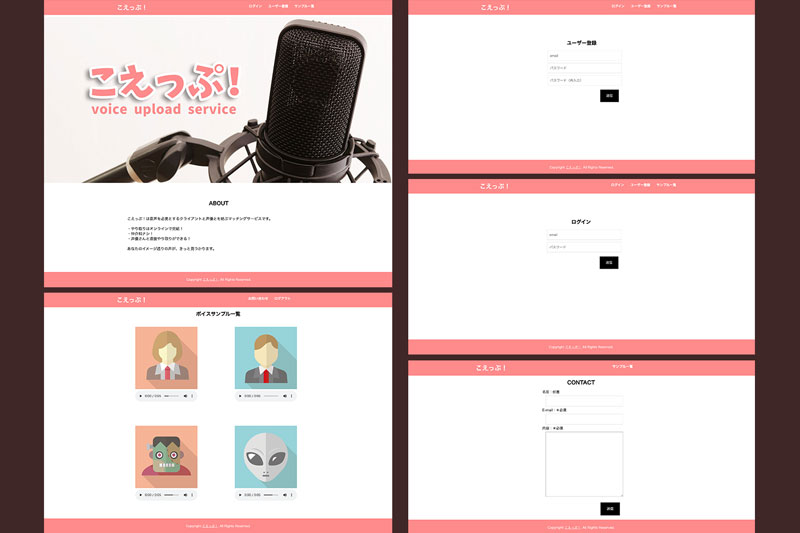 こえっぷ！
ログイン ユーザー登録 サンプル一覧
こえっぷ!
voice upload service
ABOUT
こえっぷ！は音声を必要とするクライアントと声優とを結ぶマッチングサービスです。
・やり取りはオンラインで完結！
・仲介料ナシ！
・声優さんと直接やり取りができる！
あなたのイメージ通りの声が、きっと見つかります。
Copyright こえっぷ！ All Rights Reserved.
こえっぷ！
お問い合わせ ログアウト
ボイスサンプル一覧
0:00 / 0:05
0:00 / 0:06
0:00 / 0:05
0:00 / 0:05
Copyright こえっぷ！ All Rights Reserved.
こえっぷ！
ログイン ユーザー登録 サンプル一覧
ユーザー登録
email
パスワード
パスワード（再入力）
送信
Copyright こえっぷ！ All Rights Reserved.
こえっぷ！
ログイン ユーザー登録 サンプル一覧
ログイン
email
パスワード
送信
Copyright こえっぷ！ All Rights Reserved.
こえっぷ！
サンプル一覧
CONTACT
E-mail：※必須
内容：※必須
送信
Copyright こえっぷ！ All Rights Reserved.